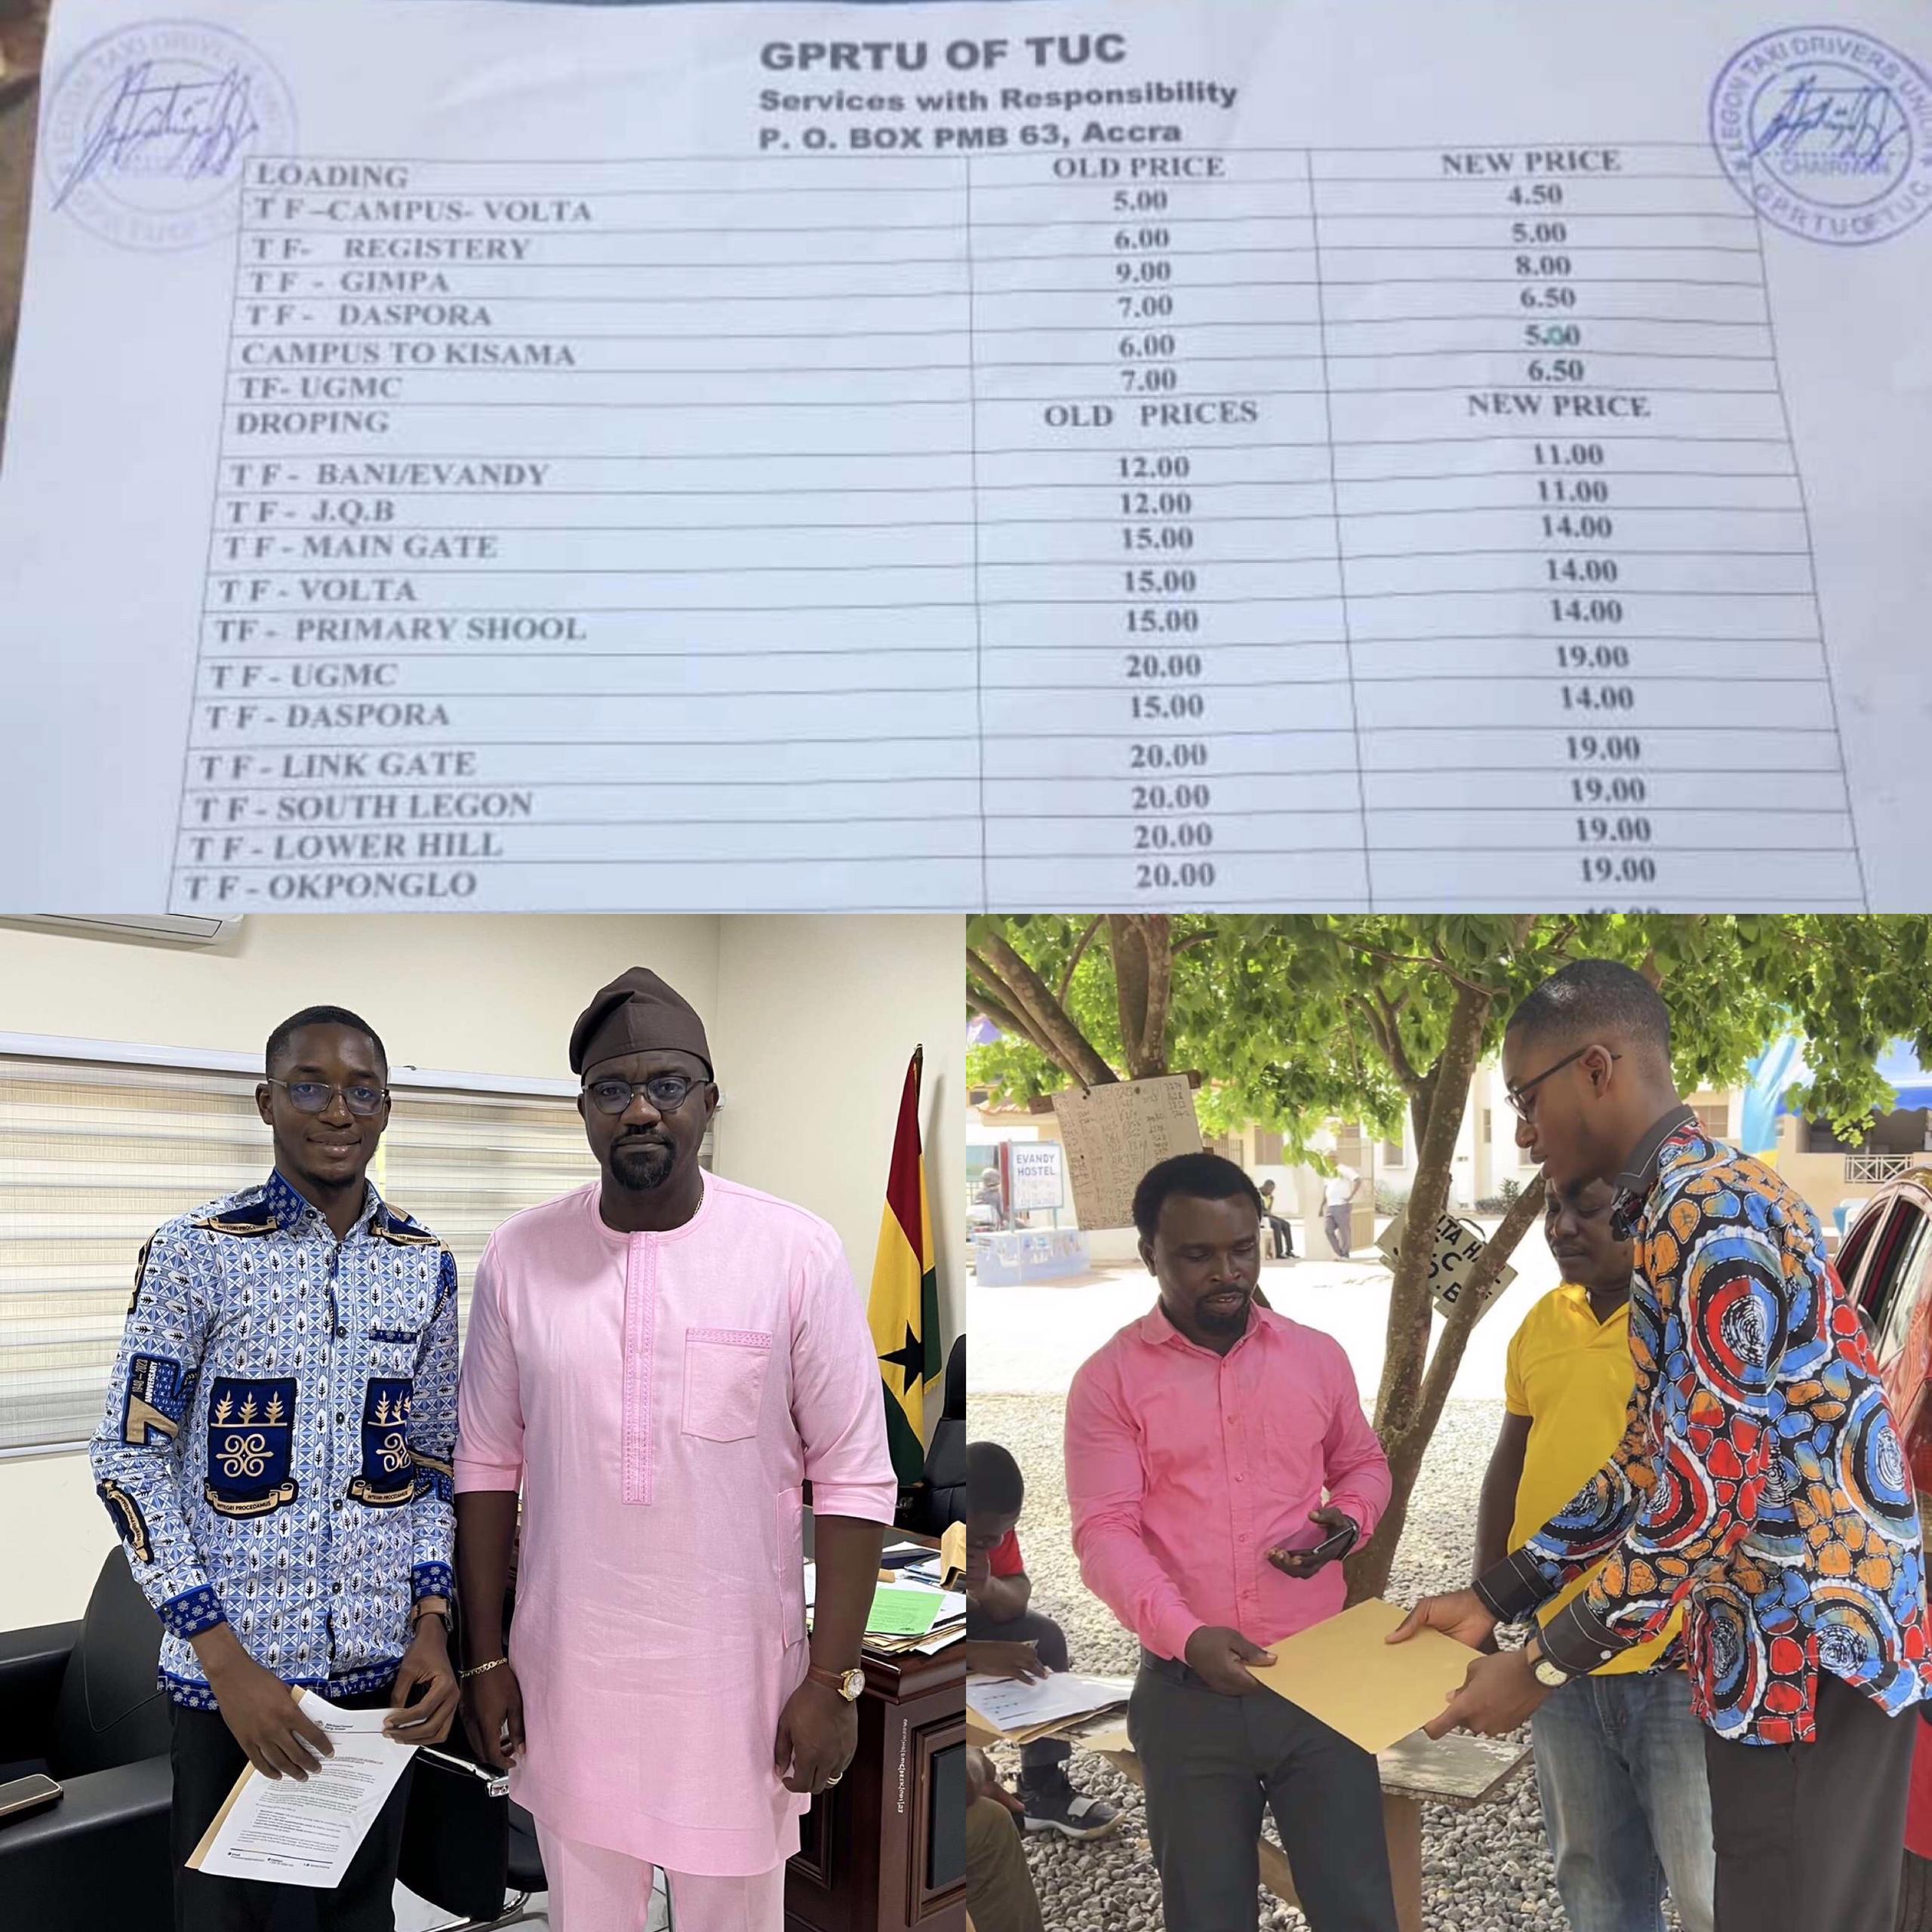 GPRTU OF TUC
Services with Responsibility
P. O. BOX PMB 63, Accra
LEGON TAXI DRIVERS
CHAIRMAN
GPRTU OF TUC
LOADING OLD PRICE NEW PRICE
T F –CAMPUS- VOLTA 5.00 4.50
T F- REGISTERY 6.00 5.00
T F - GIMPA 9.00 8.00
T F - DASPORA 7.00 6.50
CAMPUS TO KISAMA 6.00 5.00
TF- UGMC 7.00 6.50
DROPING OLD PRICES NEW PRICE
T F - BANI/EVANDY 12.00 11.00
T F - J.Q.B 12.00 11.00
T F - MAIN GATE 15.00 14.00
T F - VOLTA 15.00 14.00
TF - PRIMARY SHOOL 15.00 14.00
T F - UGMC 20.00 19.00
T F - DASPORA 15.00 14.00
T F - LINK GATE 20.00 19.00
T F - SOUTH LEGON 20.00 19.00
T F - LOWER HILL 20.00 19.00
T F - OKPONGLO 20.00 19.00
INTEGRI PROCEDAMUS
ANNIVERSARY
INTEGRI PROCEDAMUS
EVANDY
HOSTEL